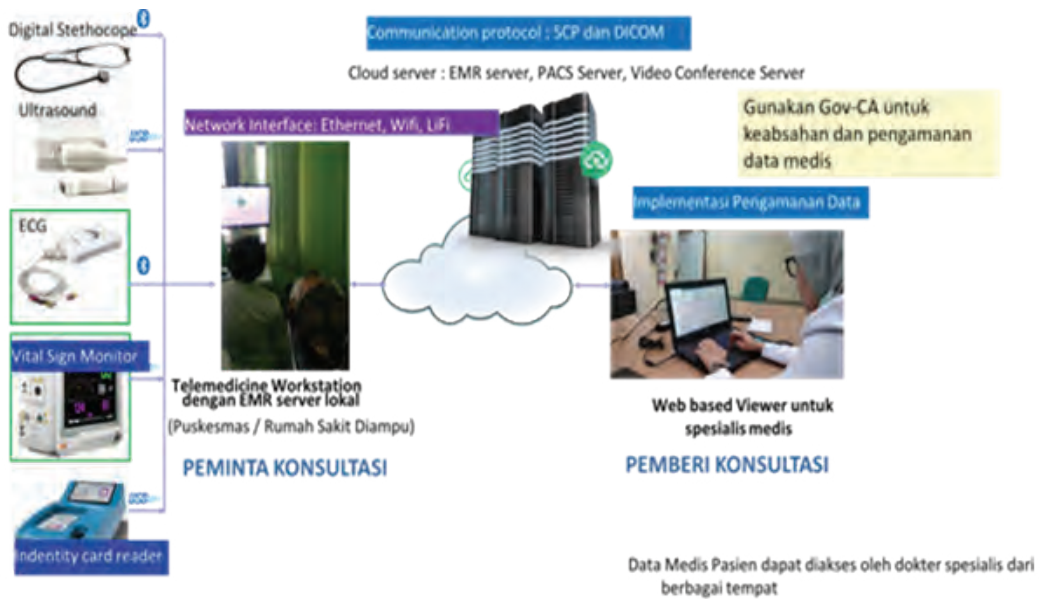 Digital Stethocope
Communication protocol : SCP dan DICOM
Cloud server : EMR server, PACS Server, Video Conference Server
Ultrasound
USB
Network Interface: Ethernet, Wifi, LiFi
Gunakan Gov-CA untuk
keabsahan dan pengamanan
data medis
Implementasi Pengamanan Data
ECG
Vital Sign Monitor
Telemedicine Workstation
dengan EMR server lokal
(Puskesmas / Rumah Sakit Diampu)
PEMINTA KONSULTASI
Web based Viewer untuk
spesialis medis
PEMBERI KONSULTASI
USB
Indentity card reader
Data Medis Pasien dapat diakses oleh dokter spesialis dari
berbagai tempat